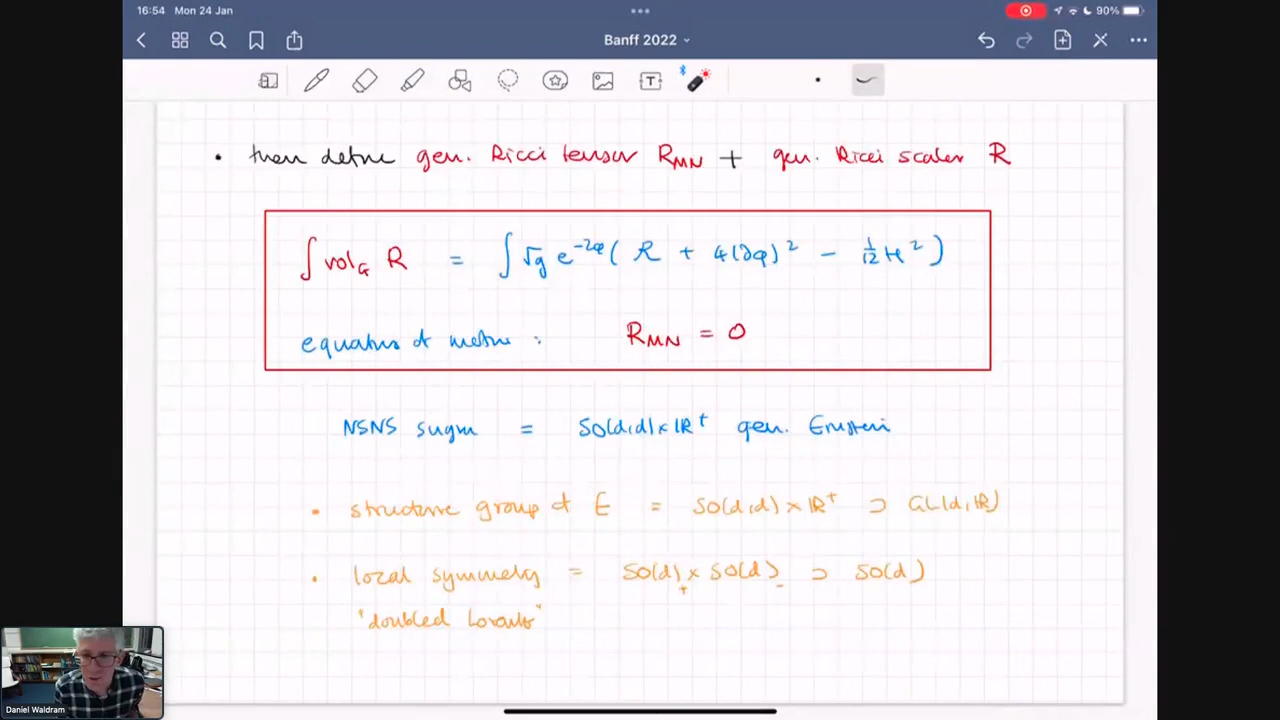 16:54 Mon 24 Jan
90%
Banff 2022
• then define gen. Ricci tensor R_MN + gen. Ricci scalar R
∫ vol_G R = ∫ √g e^{-2φ} ( R + 4(∂φ)² - 1/12 H² )
equations of motion : R_MN = 0
NSNS sugra = SO(d,d) × ℝ⁺ gen. Einstein
• structure group of E = SO(d,d) × ℝ⁺ ⊃ GL(d,ℝ)
• local symmetry = SO(d)₊ × SO(d)₋ ⊃ SO(d)
"doubled Lorentz"
Daniel Waldram